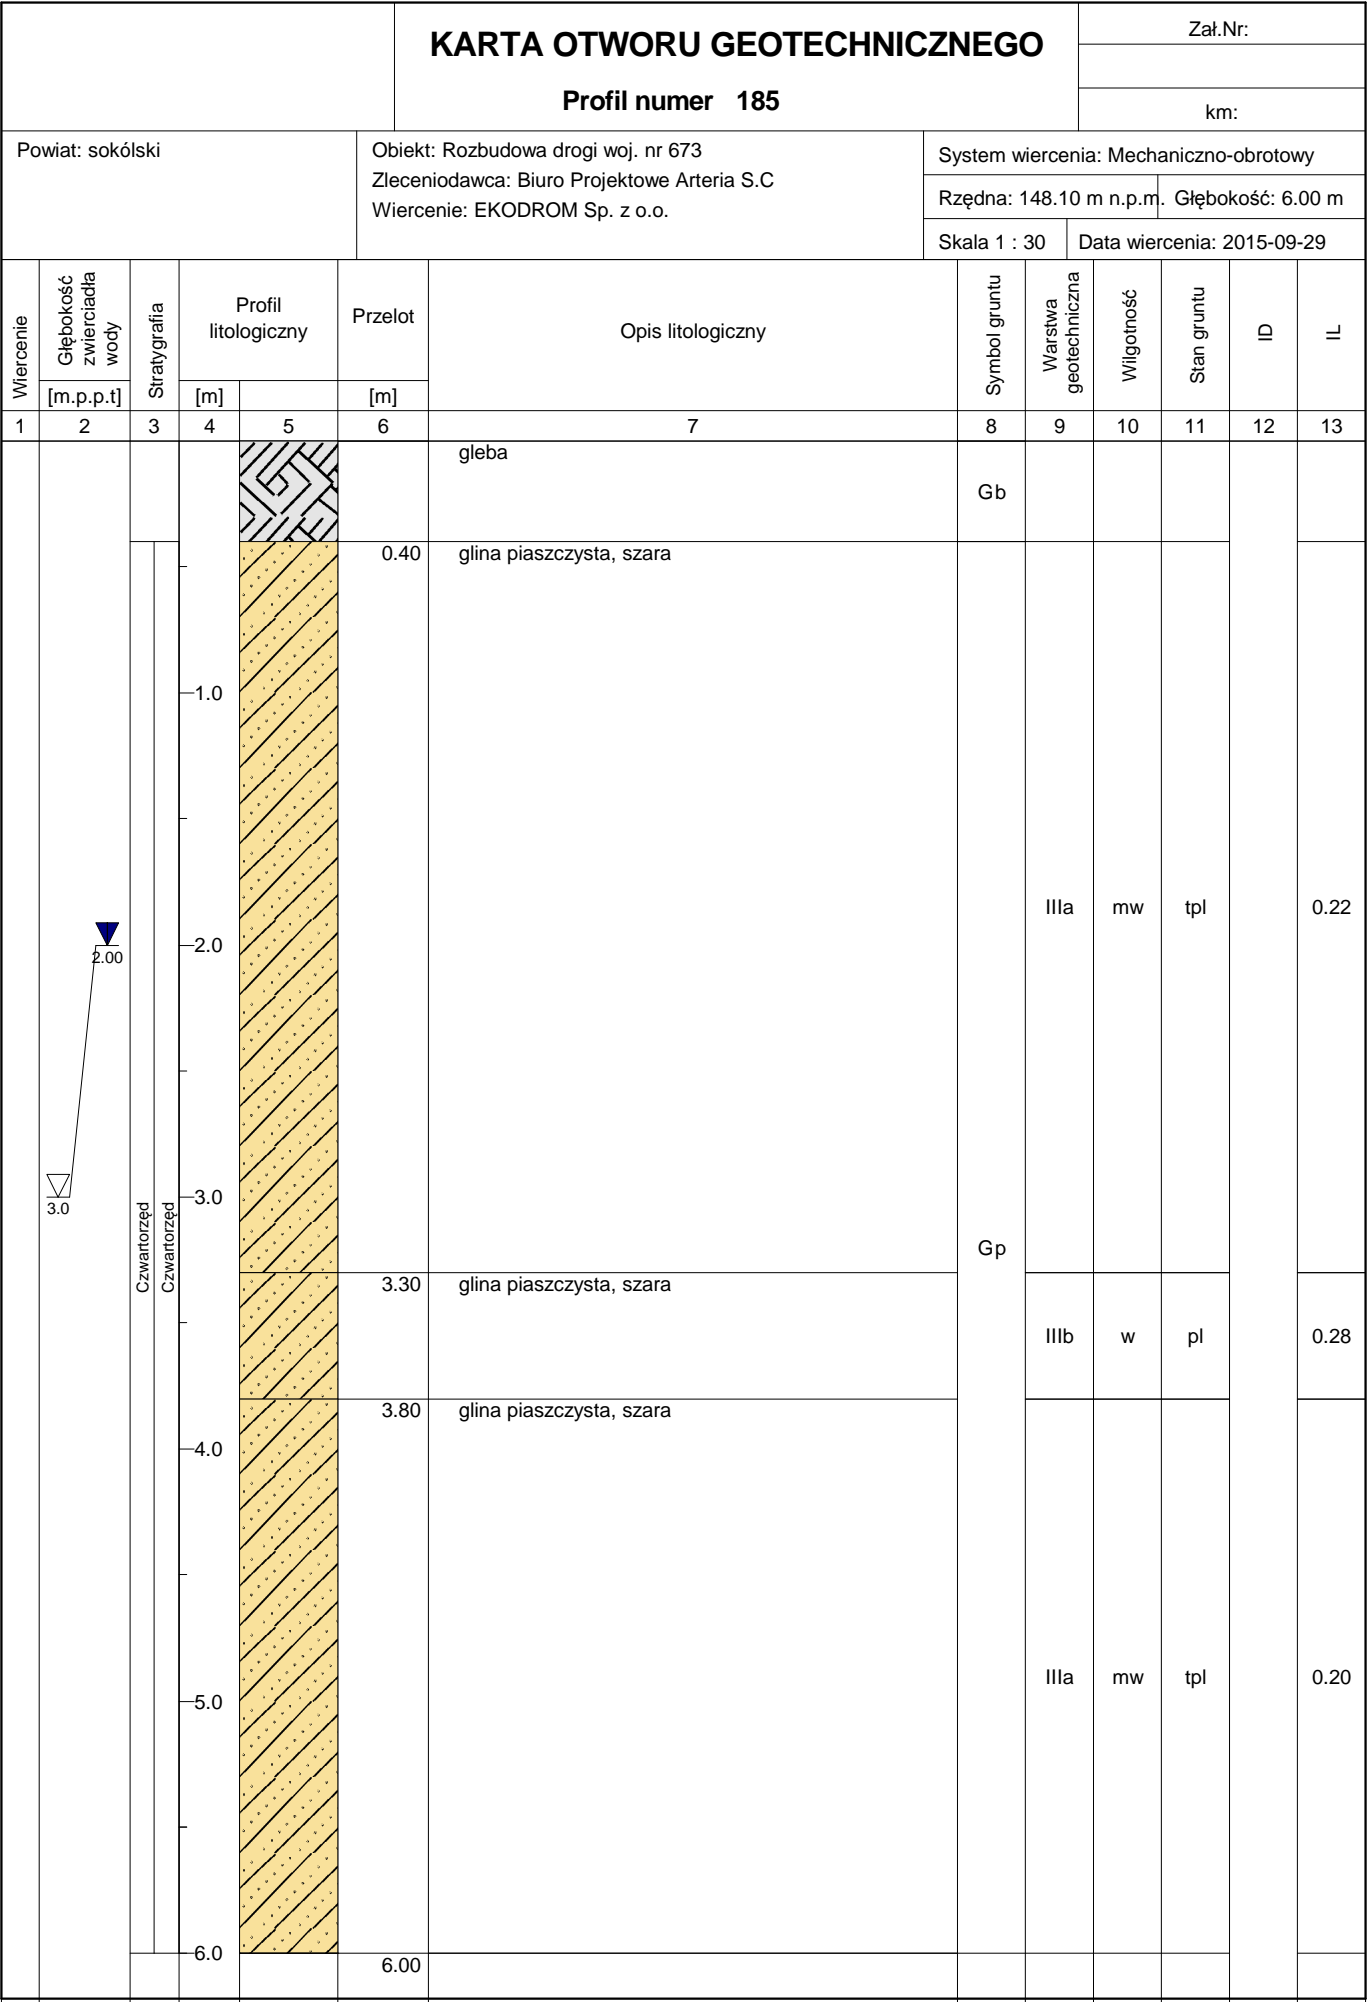 KARTA OTWORU GEOTECHNICZNEGO
Profil numer 185
Zał.Nr:
km:
Powiat: sokólski
Obiekt: Rozbudowa drogi woj. nr 673
Zleceniodawca: Biuro Projektowe Arteria S.C
Wiercenie: EKODROM Sp. z o.o.
System wiercenia: Mechaniczno-obrotowy
Rzędna: 148.10 m n.p.m. Głębokość: 6.00 m
Skala 1 : 30 Data wiercenia: 2015-09-29
Wiercenie
Głębokość
zwierciadła
wody
[m.p.p.t]
Stratygrafia
Profil
litologiczny
[m]
Przelot
[m]
Opis litologiczny
Symbol gruntu
Warstwa
geotechniczna
Wilgotność
Stan gruntu
ID
IL
1 2 3 4 5 6 7 8 9 10 11 12 13
gleba
Gb
0.40 glina piaszczysta, szara
1.0
IIIa mw tpl 0.22
2.0
2.00
3.0
3.0
Czwartorzęd
Czwartorzęd
Gp
3.30 glina piaszczysta, szara
IIIb w pl 0.28
3.80 glina piaszczysta, szara
4.0
IIIa mw tpl 0.20
5.0
6.0
6.00